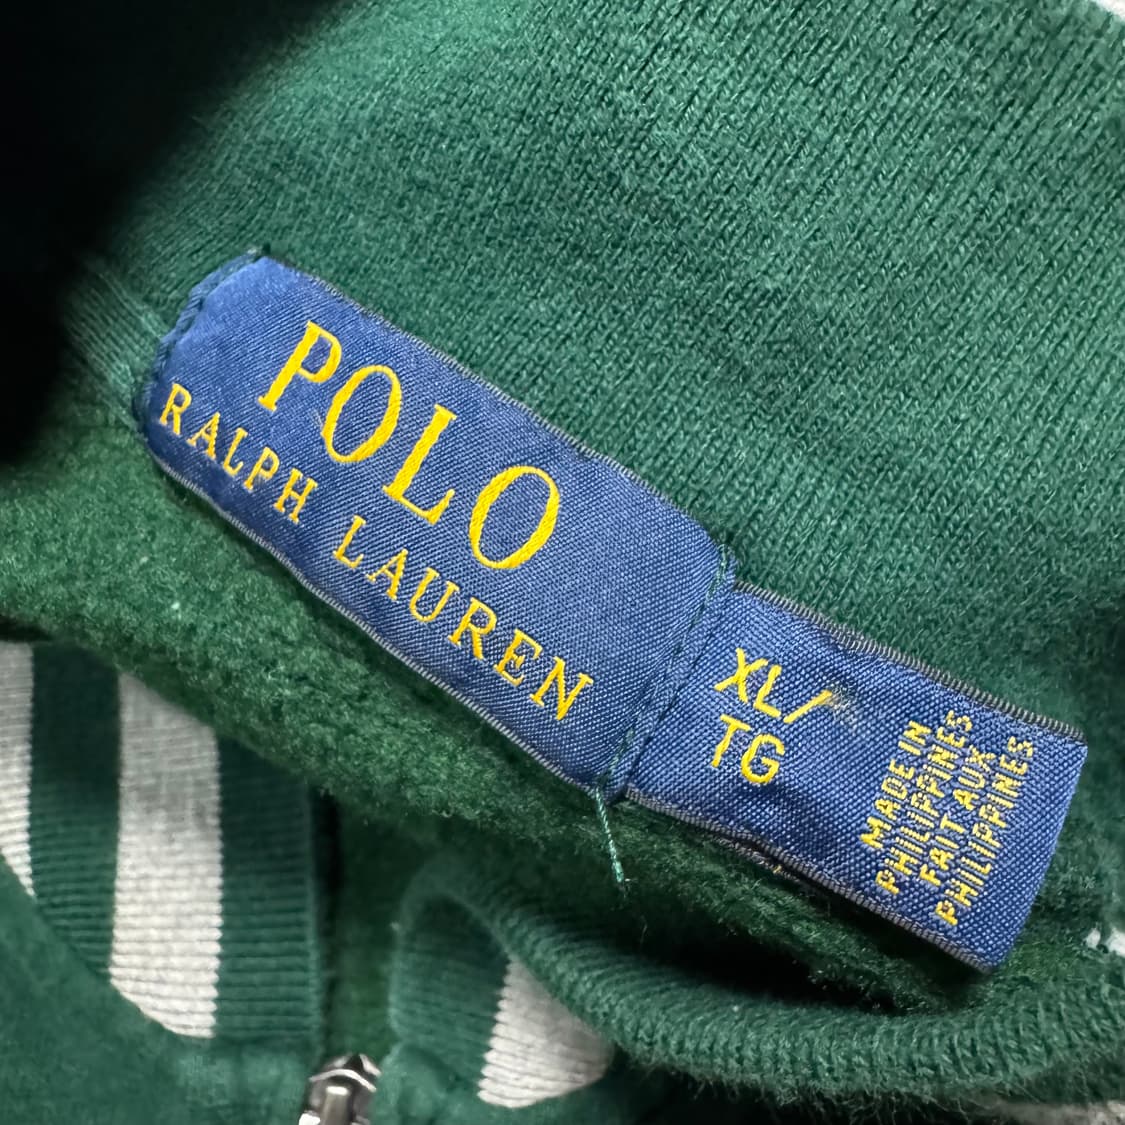 POLO
RALPH LAUREN
XL/
TG
MADE IN
PHILIPPINES
FAIT AUX
PHILIPPINES